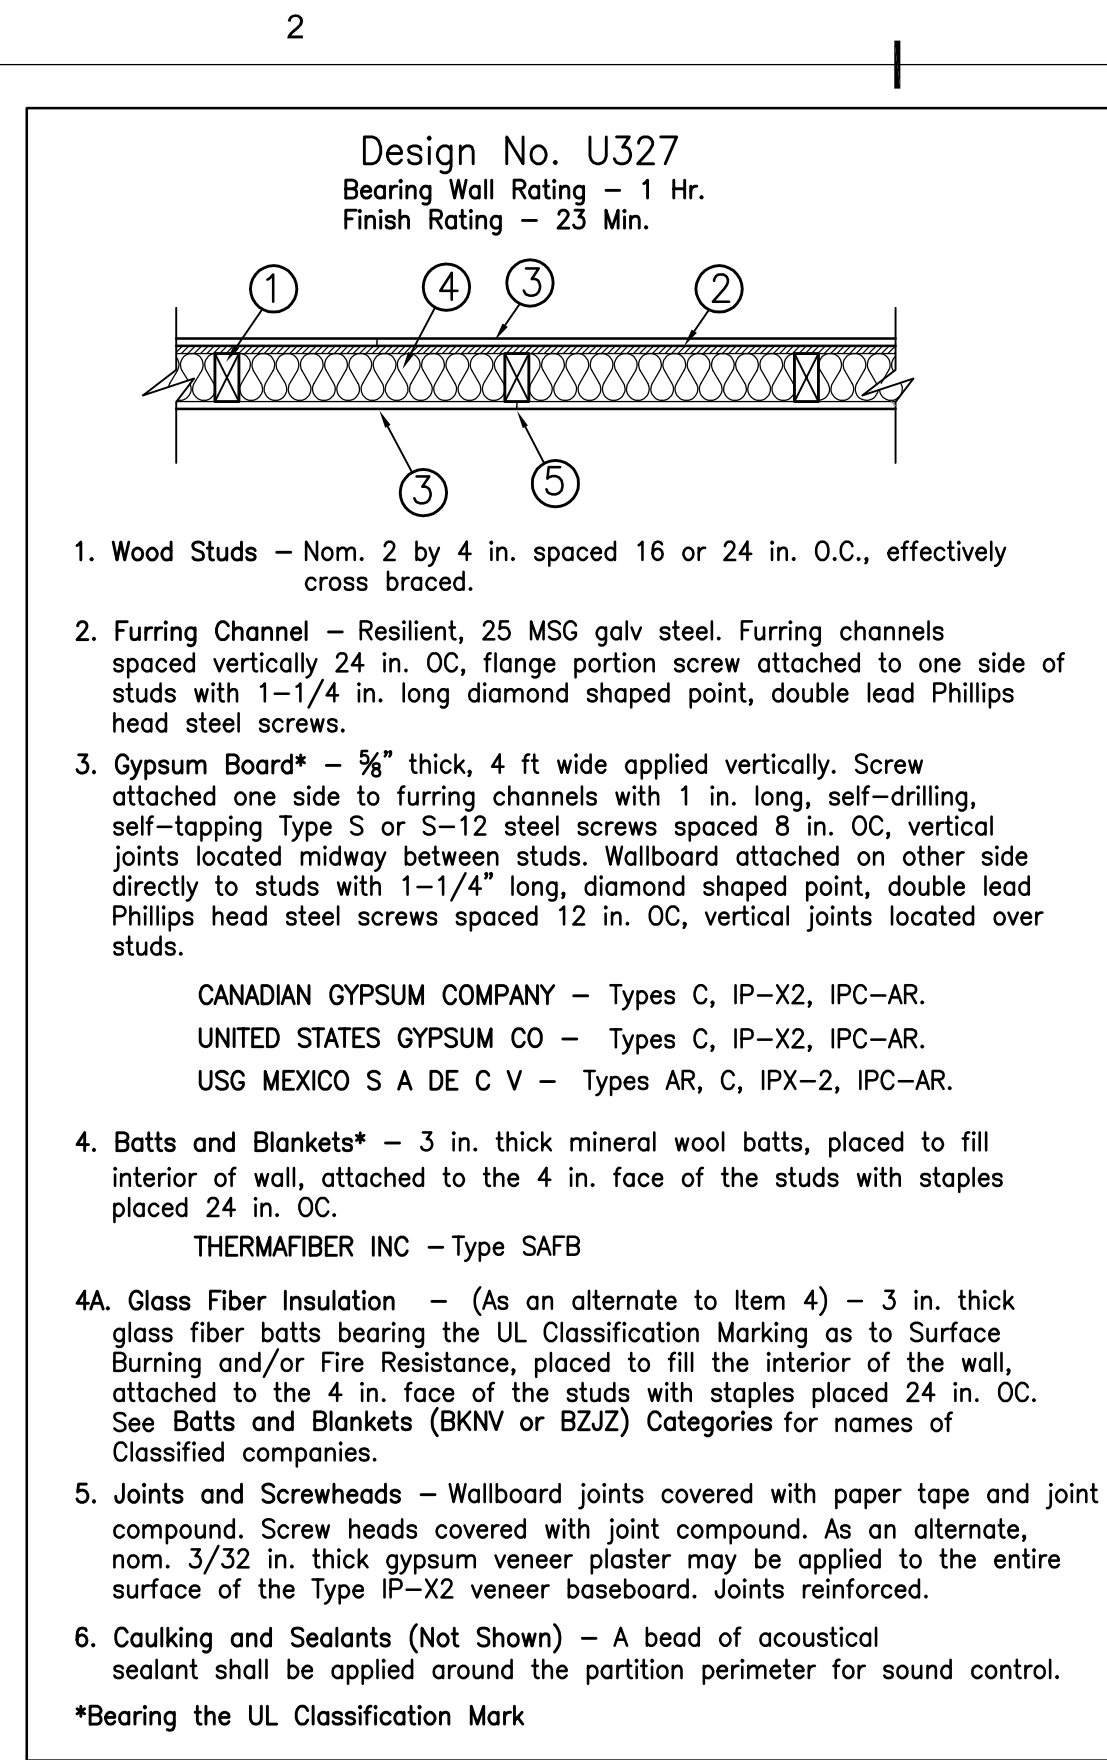 2
Design No. U327
Bearing Wall Rating – 1 Hr.
Finish Rating – 23 Min.
1 4 3 2
3 5
1. Wood Studs – Nom. 2 by 4 in. spaced 16 or 24 in. O.C., effectively
cross braced.
2. Furring Channel – Resilient, 25 MSG galv steel. Furring channels
spaced vertically 24 in. OC, flange portion screw attached to one side of
studs with 1–1/4 in. long diamond shaped point, double lead Phillips
head steel screws.
3. Gypsum Board* – ⅝" thick, 4 ft wide applied vertically. Screw
attached one side to furring channels with 1 in. long, self–drilling,
self–tapping Type S or S–12 steel screws spaced 8 in. OC, vertical
joints located midway between studs. Wallboard attached on other side
directly to studs with 1–1/4" long, diamond shaped point, double lead
Phillips head steel screws spaced 12 in. OC, vertical joints located over
studs.
CANADIAN GYPSUM COMPANY – Types C, IP–X2, IPC–AR.
UNITED STATES GYPSUM CO – Types C, IP–X2, IPC–AR.
USG MEXICO S A DE C V – Types AR, C, IPX–2, IPC–AR.
4. Batts and Blankets* – 3 in. thick mineral wool batts, placed to fill
interior of wall, attached to the 4 in. face of the studs with staples
placed 24 in. OC.
THERMAFIBER INC – Type SAFB
4A. Glass Fiber Insulation – (As an alternate to Item 4) – 3 in. thick
glass fiber batts bearing the UL Classification Marking as to Surface
Burning and/or Fire Resistance, placed to fill the interior of the wall,
attached to the 4 in. face of the studs with staples placed 24 in. OC.
See Batts and Blankets (BKNV or BZJZ) Categories for names of
Classified companies.
5. Joints and Screwheads – Wallboard joints covered with paper tape and joint
compound. Screw heads covered with joint compound. As an alternate,
nom. 3/32 in. thick gypsum veneer plaster may be applied to the entire
surface of the Type IP–X2 veneer baseboard. Joints reinforced.
6. Caulking and Sealants (Not Shown) – A bead of acoustical
sealant shall be applied around the partition perimeter for sound control.
*Bearing the UL Classification Mark